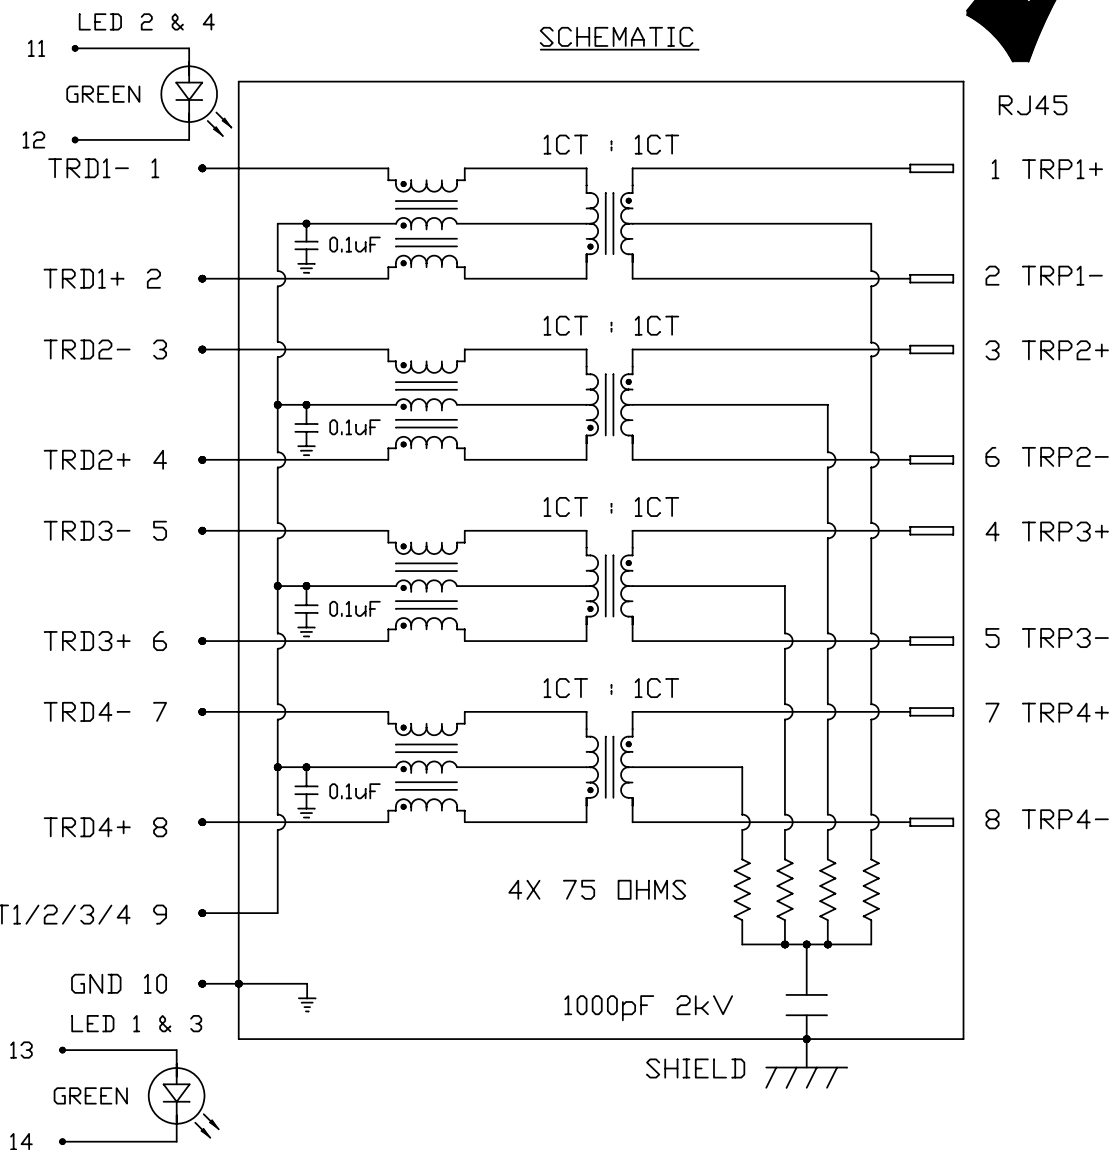 LED 2 & 4
SCHEMATIC
11
GREEN
12
RJ45
1CT : 1CT
TRD1- 1
1 TRP1+
0.1uF
TRD1+ 2
2 TRP1-
1CT : 1CT
TRD2- 3
3 TRP2+
0.1uF
TRD2+ 4
6 TRP2-
1CT : 1CT
TRD3- 5
4 TRP3+
0.1uF
TRD3+ 6
5 TRP3-
1CT : 1CT
TRD4- 7
7 TRP4+
0.1uF
TRD4+ 8
8 TRP4-
4X 75 OHMS
T1/2/3/4 9
GND 10
1000pF 2kV
LED 1 & 3
13
SHIELD
GREEN
14